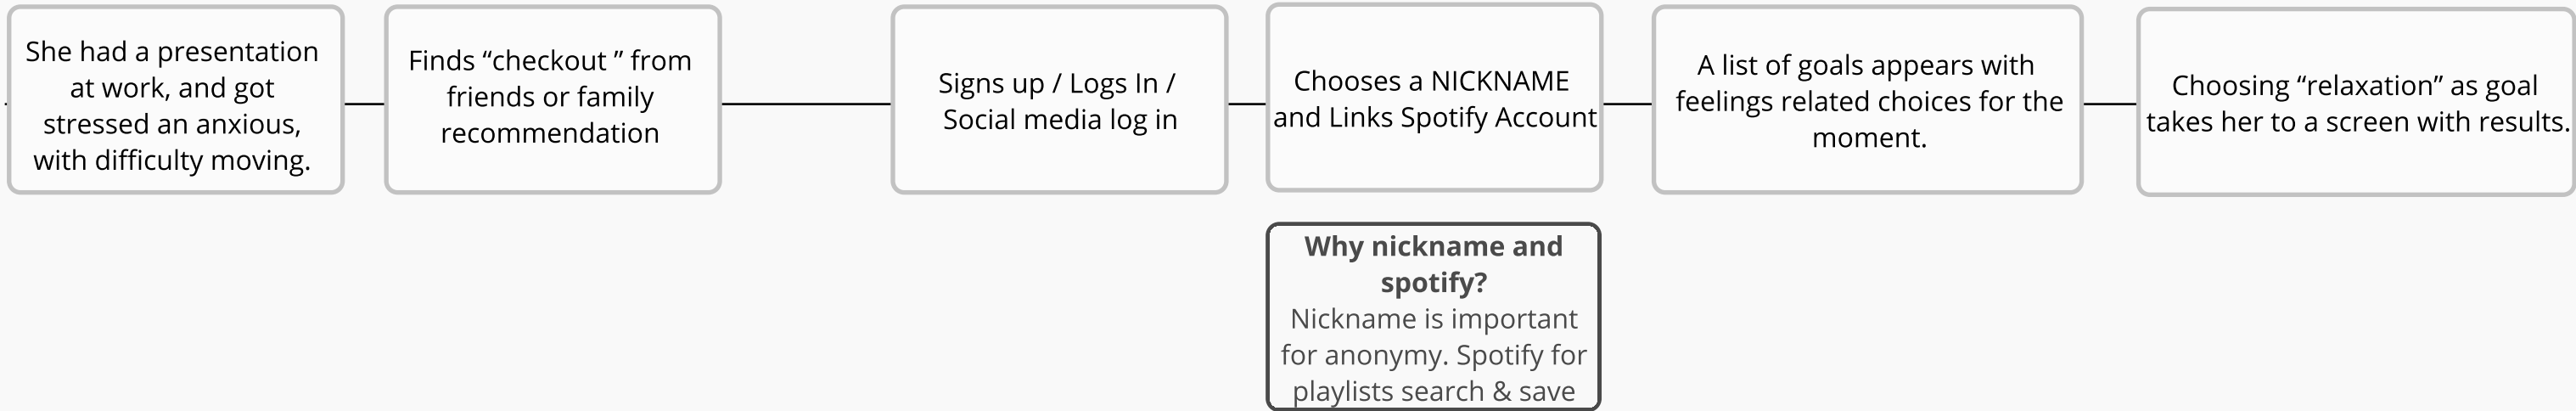 She had a presentation
at work, and got
stressed an anxious,
with difficulty moving.
Finds “checkout ” from
friends or family
recommendation
Signs up / Logs In /
Social media log in
Chooses a NICKNAME
and Links Spotify Account
A list of goals appears with
feelings related choices for the
moment.
Choosing “relaxation” as goal
takes her to a screen with results.
Why nickname and
spotify?
Nickname is important
for anonymy. Spotify for
playlists search & save